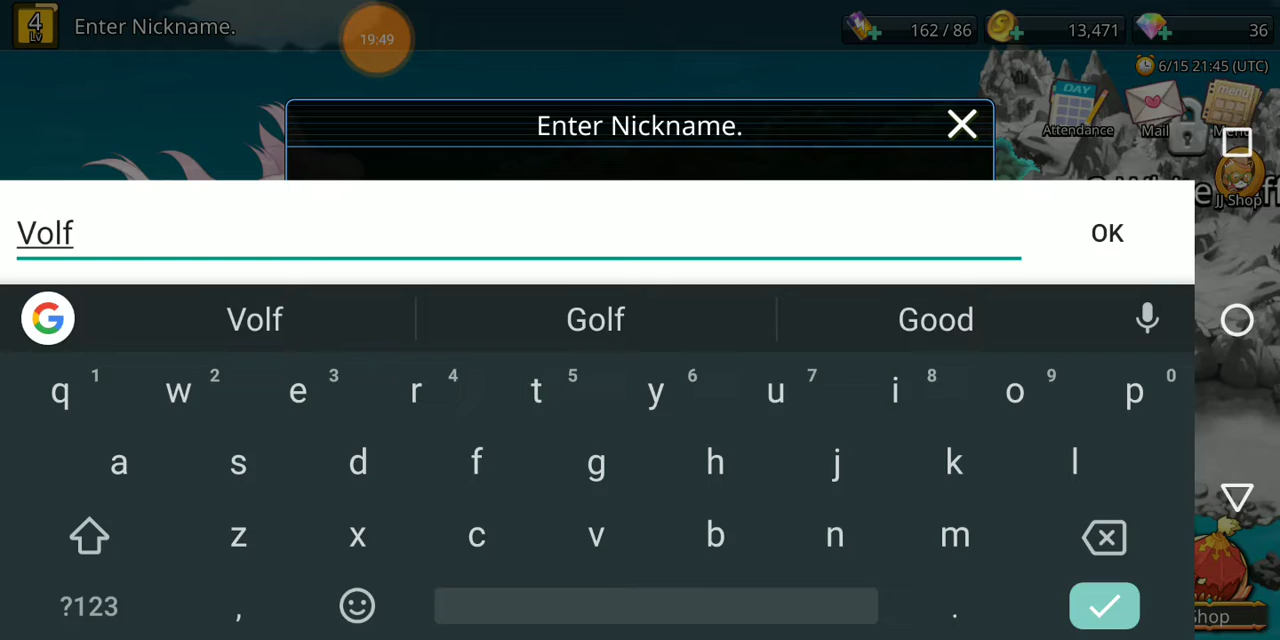 4
LV
Enter Nickname.
19:49
162 / 86
13,471
36
6/15 21:45 (UTC)
DAY
menu
Attendance
Mail
Enter Nickname.
JJ Shop
Volf
OK
G
Volf
Golf
Good
q 1 w 2 e 3 r 4 t 5 y 6 u 7 i 8 o 9 p 0
a s d f g h j k l
z x c v b n m
?123 , .
Shop